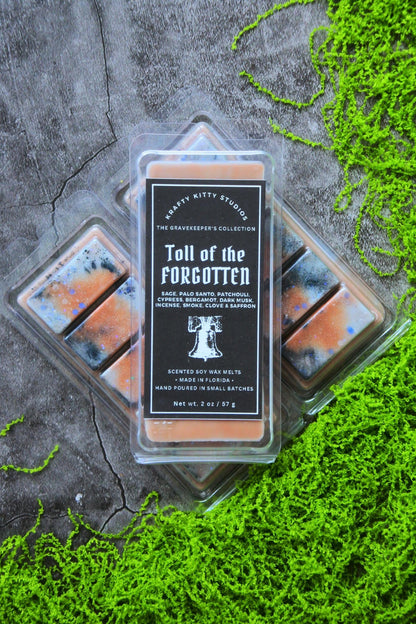 KRAFTY KITTY STUDIOS
THE GRAVEKEEPER'S COLLECTION
Toll of the
FORGOTTEN
SAGE, PALO SANTO, PATCHOULI,
CYPRESS, BERGAMOT, DARK MUSK,
INCENSE, SMOKE, CLOVE & SAFFRON
SCENTED SOY WAX MELTS
• MADE IN FLORIDA •
HAND POURED IN SMALL BATCHES
Net wt. 2 oz / 57 g